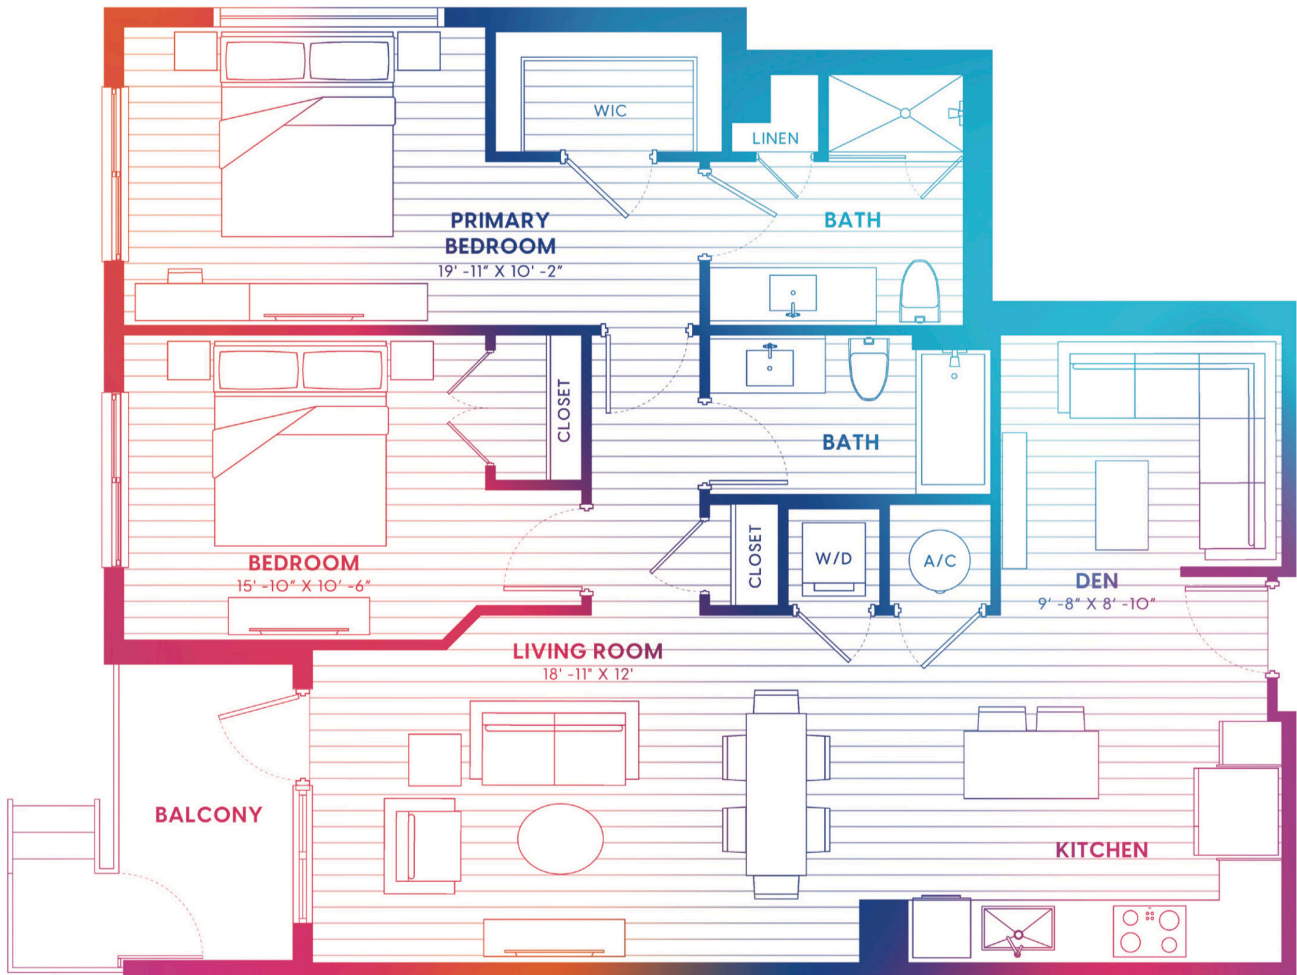 WIC
LINEN
PRIMARY
BEDROOM
19' -11" X 10' -2"
BATH
CLOSET
BATH
BEDROOM
15' -10" X 10' -6"
CLOSET
W/D
A/C
DEN
9' -8" X 8' -10"
LIVING ROOM
18' -11" X 12'
BALCONY
KITCHEN